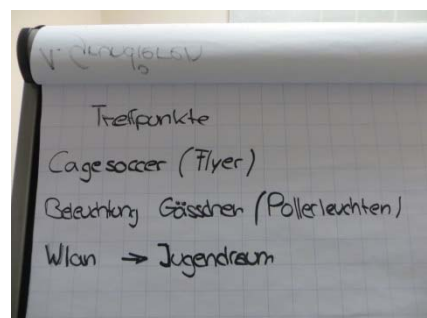 Treffpunkte
Cagesoccer (Flyer)
Beleuchtung Gässchen (Pollerleuchten)
Wlan → Jugendraum